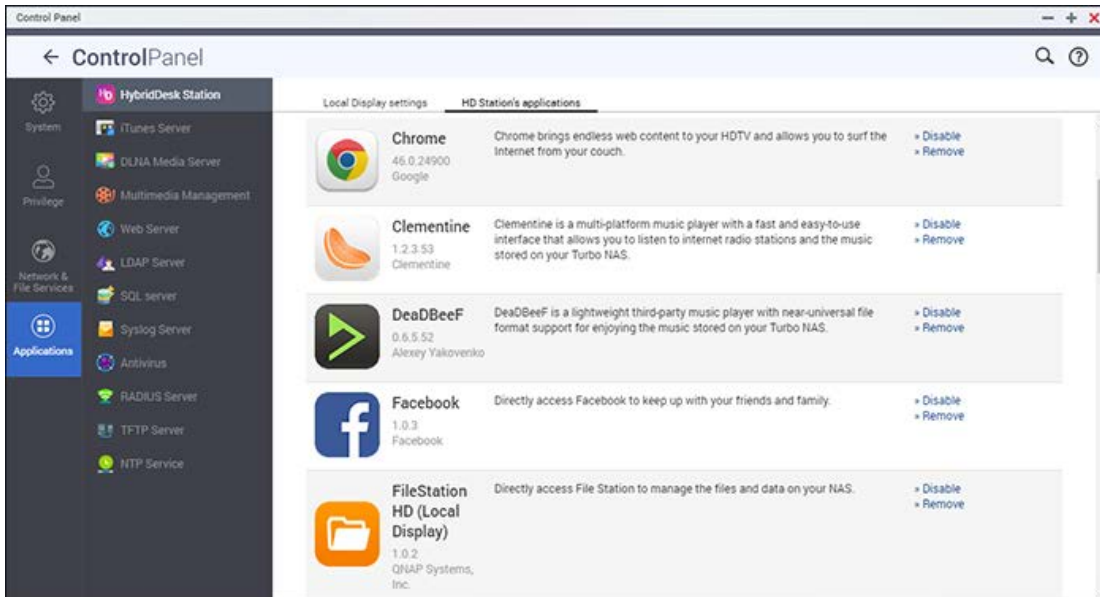 Control Panel
ControlPanel
System
Privilege
Network &
File Services
Applications
HybridDesk Station
iTunes Server
DLNA Media Server
Multimedia Management
Web Server
LDAP Server
SQL server
Syslog Server
Antivirus
RADIUS Server
TFTP Server
NTP Service
Local Display settings
HD Station's applications
Chrome
46.0.24900
Google
Chrome brings endless web content to your HDTV and allows you to surf the
Internet from your couch.
» Disable
» Remove
Clementine
1.2.3.53
Clementine
Clementine is a multi-platform music player with a fast and easy-to-use
interface that allows you to listen to internet radio stations and the music
stored on your Turbo NAS.
» Disable
» Remove
DeaDBeeF
0.6.5.52
Alexey Yakovenko
DeaDBeeF is a lightweight third-party music player with near-universal file
format support for enjoying the music stored on your Turbo NAS.
» Disable
» Remove
Facebook
1.0.3
Facebook
Directly access Facebook to keep up with your friends and family.
» Disable
» Remove
FileStation
HD (Local
Display)
1.0.2
QNAP Systems,
Inc.
Directly access File Station to manage the files and data on your NAS.
» Disable
» Remove